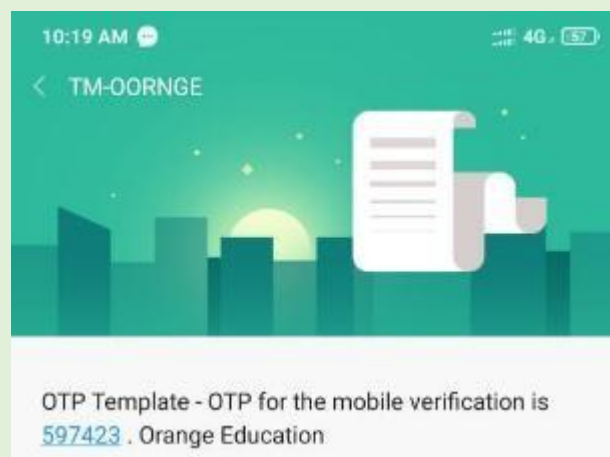 10:19 AM
4G 57
TM-OORNGE
OTP Template - OTP for the mobile verification is
597423 . Orange Education